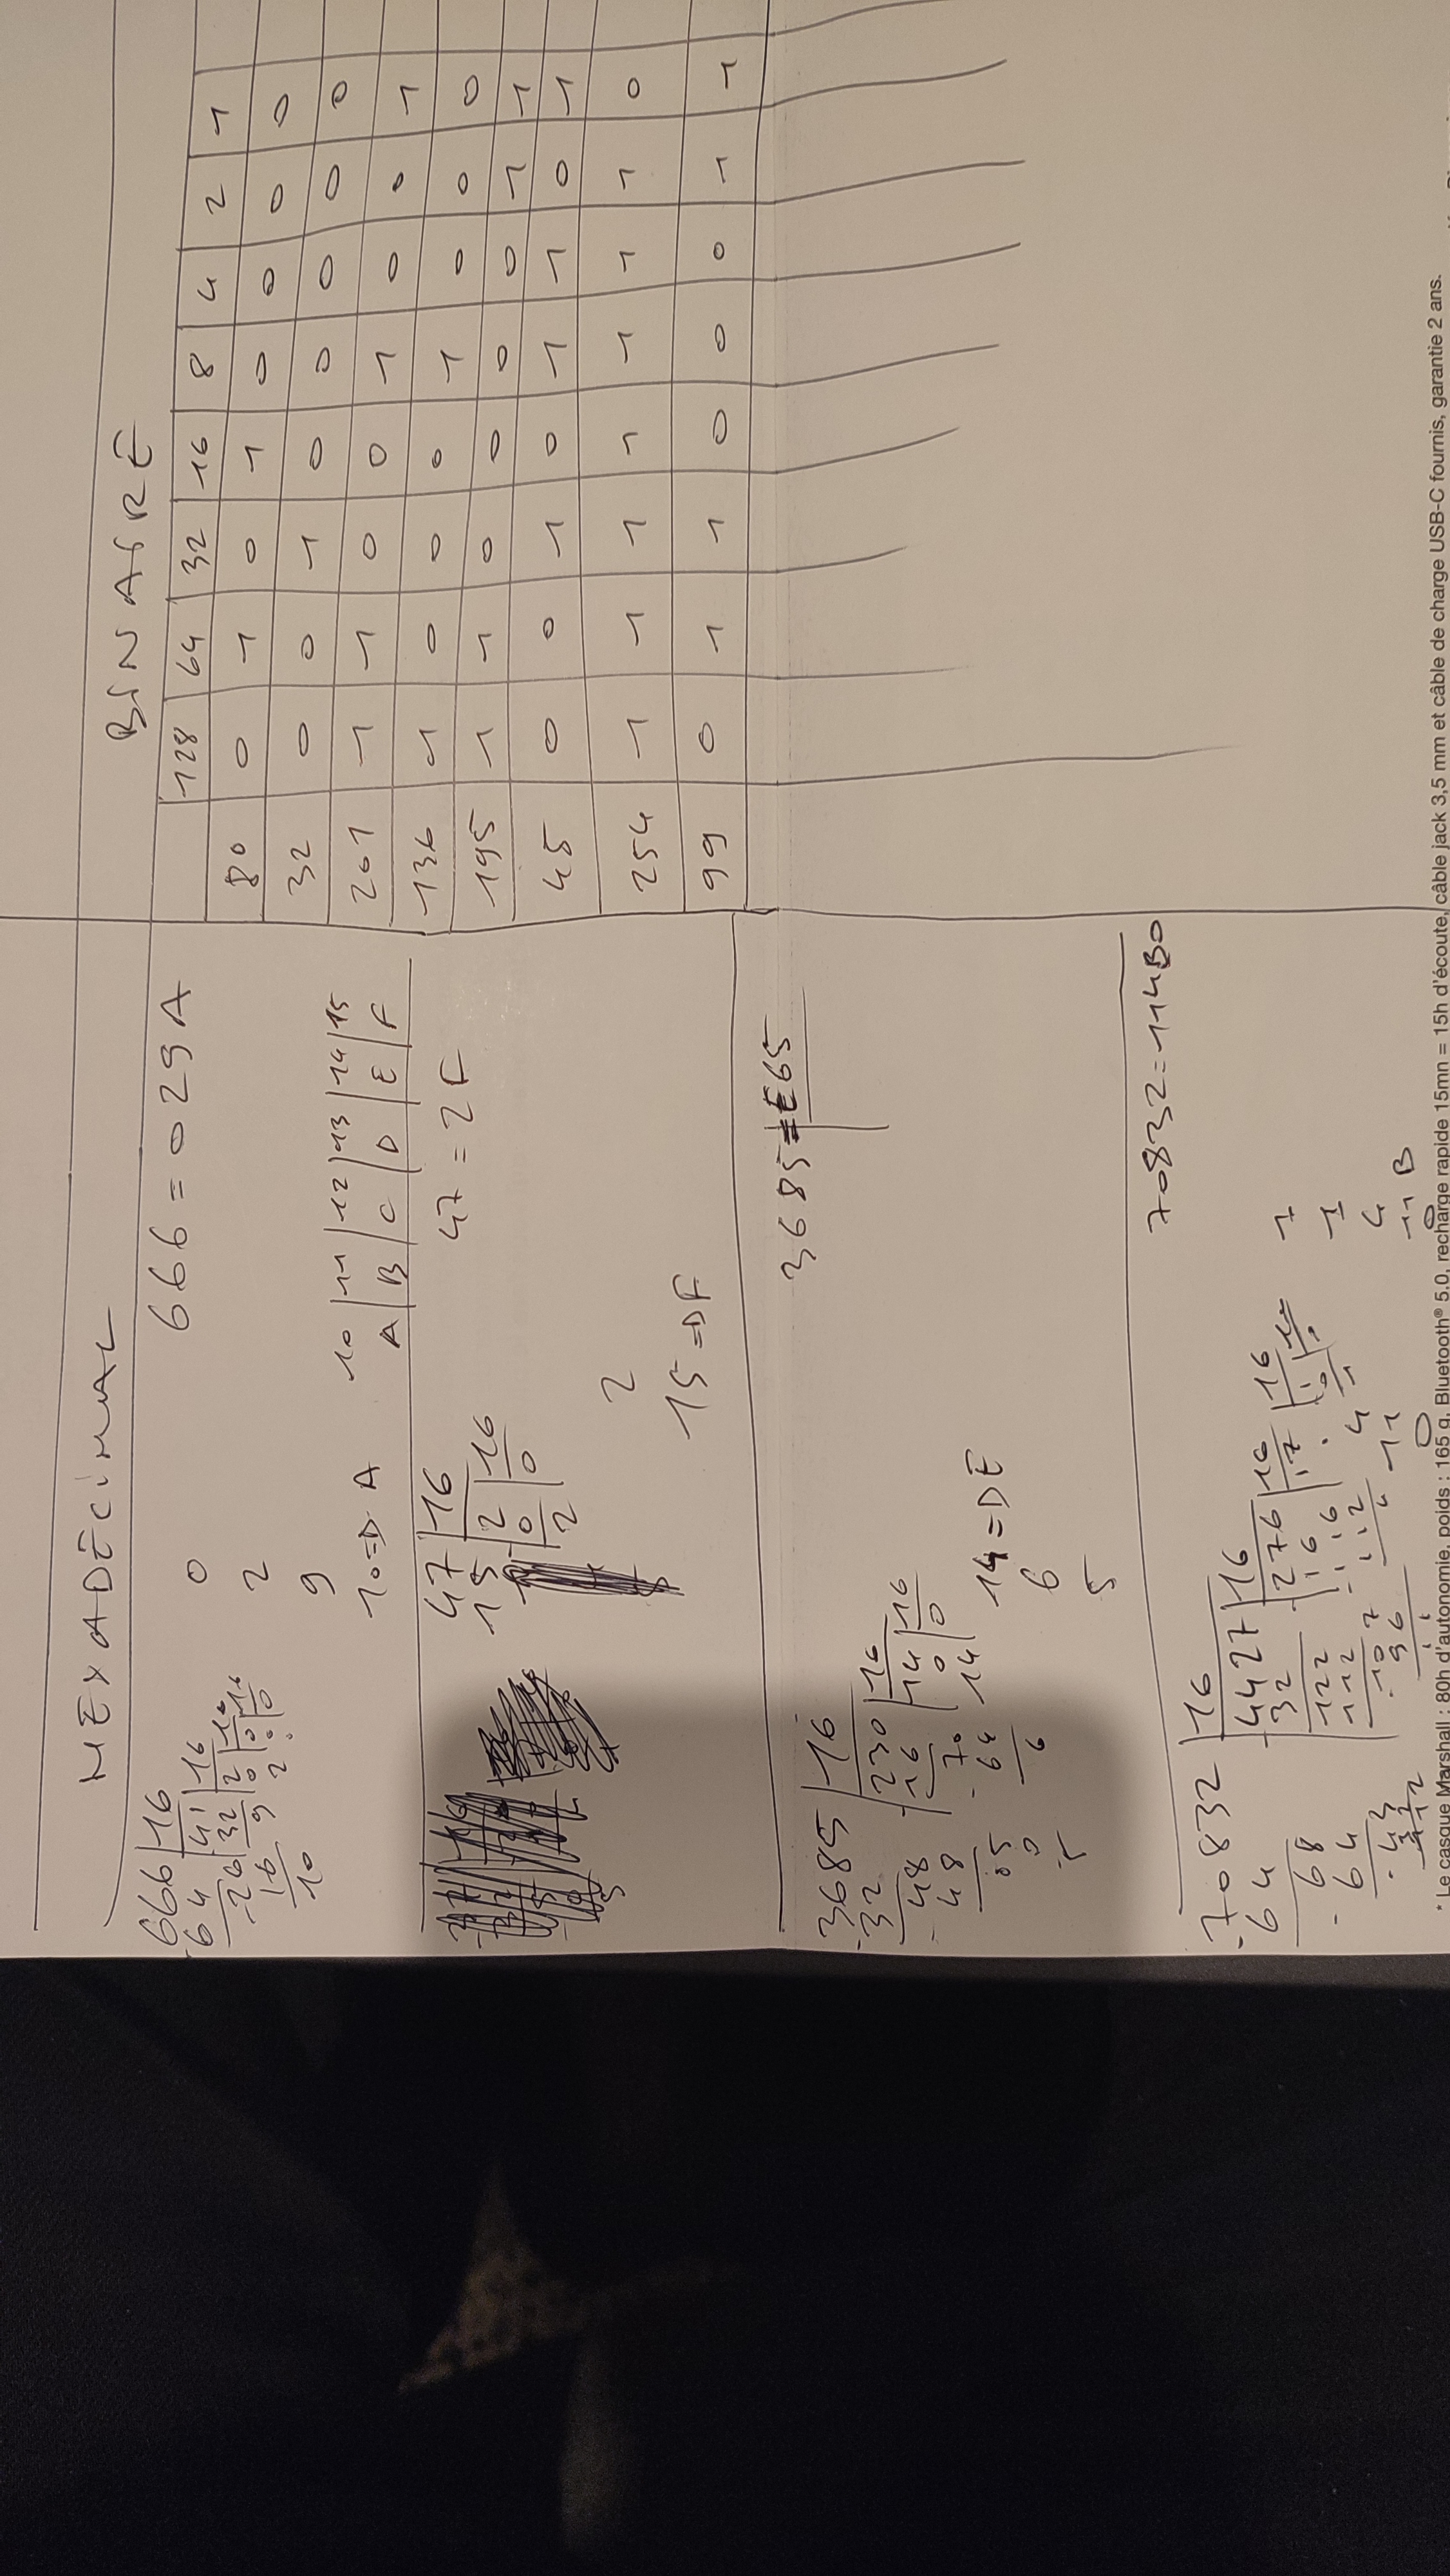 HEXADÉCIMAL
666 16
64 41 16
26 32 2 16
16 9 0 0 16
10 2 0 0
0
2
9
10 => A
666 = 029A
10 11 12 13 14 15
A B C D E F
47 16
15 2 16
0 0
2
2
15 => F
47 = 2F
3685 = E65
3685 16
-32 230 16
48 -16 14 16
-48 70 0 0
05 -64 14
0 6
5
14 => E
6
5
70832 = 114B0
70832 16
-64 4427 16
68 32 276 16 16
-64 122 16 17
43 112 116
32 107 112 4
112 96 4 11
11 0
1
1
4
11 B
0
BINAIRE
128 64 32 16 8 4 2 1
80 0 1 0 1 0 0 0 0
32 0 0 1 0 0 0 0 0
201 1 1 0 0 1 0 0 1
136 1 0 0 0 1 0 0 0
195 1 1 0 0 0 0 1 1
45 0 0 1 0 1 1 0 1
254 1 1 1 1 1 1 1 0
99 0 1 1 0 0 0 1 1
* Le casque Marshall : 80h d'autonomie, poids : 165 g, Bluetooth® 5.0, recharge rapide 15mn = 15h d'écoute, câble jack 3,5 mm et câble de charge USB-C fournis, garantie 2 ans.